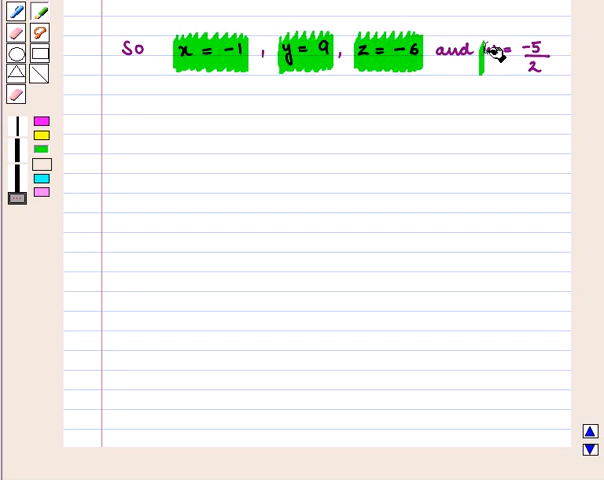 So x = -1 , y = 9 , z = -6 and = -5/2